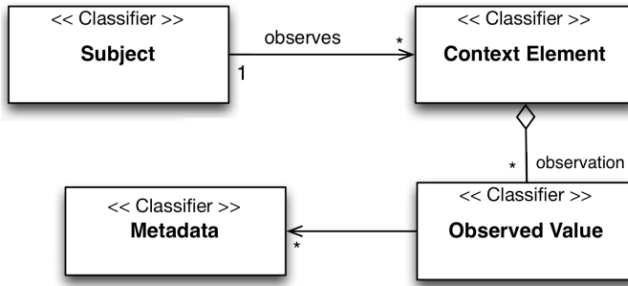 << Classifier >>
Subject
observes
1
*
<< Classifier >>
Context Element
*
observation
<< Classifier >>
Metadata
*
<< Classifier >>
Observed Value